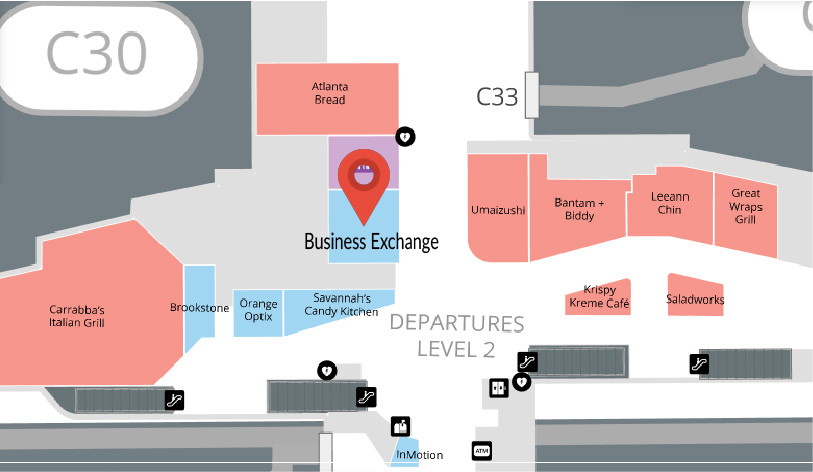 C30
Atlanta
Bread
C33
Umaizushi
Bantam +
Biddy
Leeann
Chin
Great
Wraps
Grill
Business Exchange
Carrabba's
Italian Grill
Brookstone
Orange
Optix
Savannah's
Candy Kitchen
Krispy
Kreme Café
Saladworks
DEPARTURES
LEVEL 2
InMotion
ATM